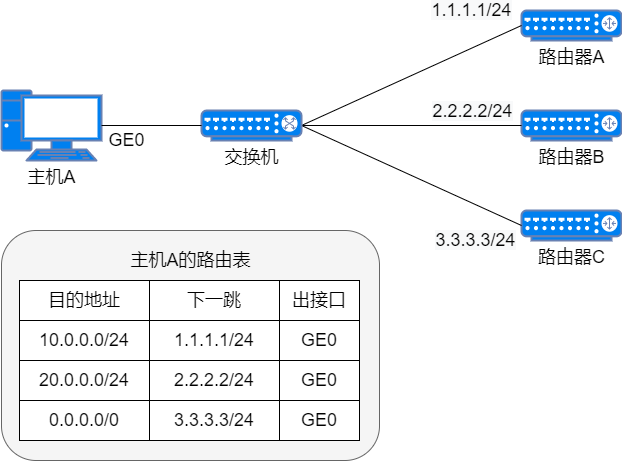 1.1.1.1/24
路由器A
2.2.2.2/24
GE0
交换机
路由器B
主机A
3.3.3.3/24
路由器C
主机A的路由表
目的地址 下一跳 出接口
10.0.0.0/24 1.1.1.1/24 GE0
20.0.0.0/24 2.2.2.2/24 GE0
0.0.0.0/0 3.3.3.3/24 GE0